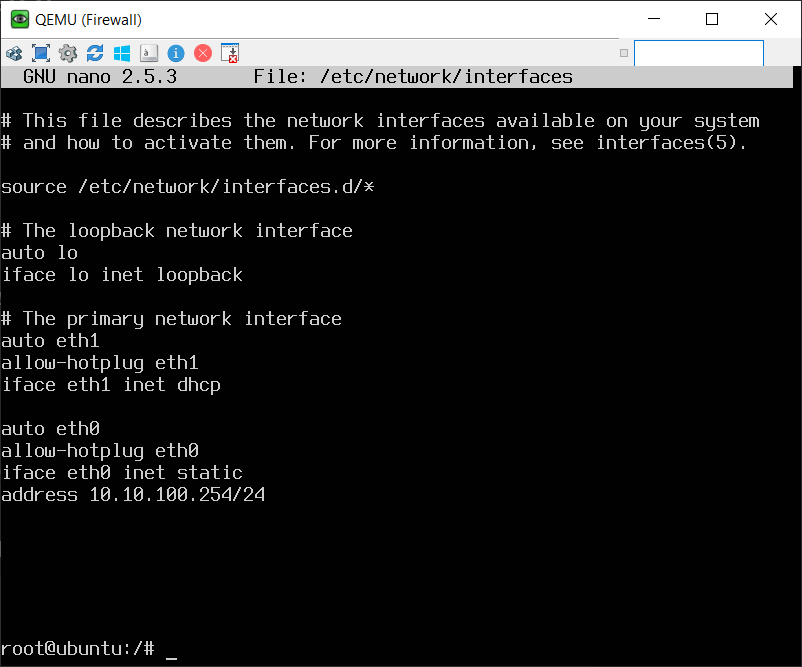 QEMU (Firewall)
GNU nano 2.5.3 File: /etc/network/interfaces
# This file describes the network interfaces available on your system
# and how to activate them. For more information, see interfaces(5).
source /etc/network/interfaces.d/*
# The loopback network interface
auto lo
iface lo inet loopback
# The primary network interface
auto eth1
allow-hotplug eth1
iface eth1 inet dhcp
auto eth0
allow-hotplug eth0
iface eth0 inet static
address 10.10.100.254/24
root@ubuntu:/# _